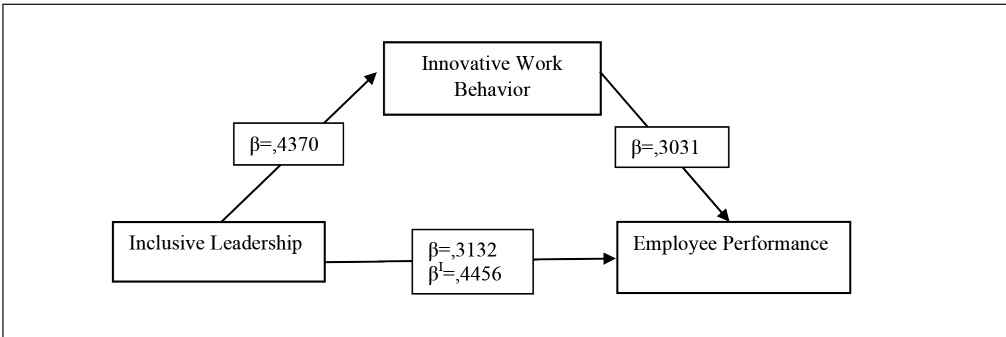 Innovative Work
Behavior
β=,4370
β=,3031
Inclusive Leadership
β=,3132
βᴵ=,4456
Employee Performance